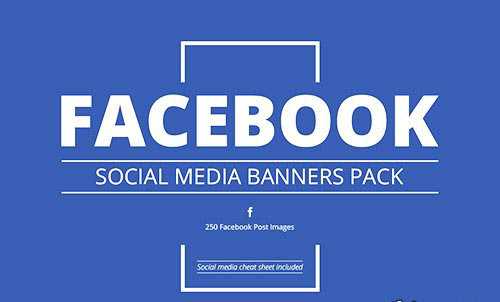 FACEBOOK
SOCIAL MEDIA BANNERS PACK
f
250 Facebook Post Images
Social media cheat sheet included